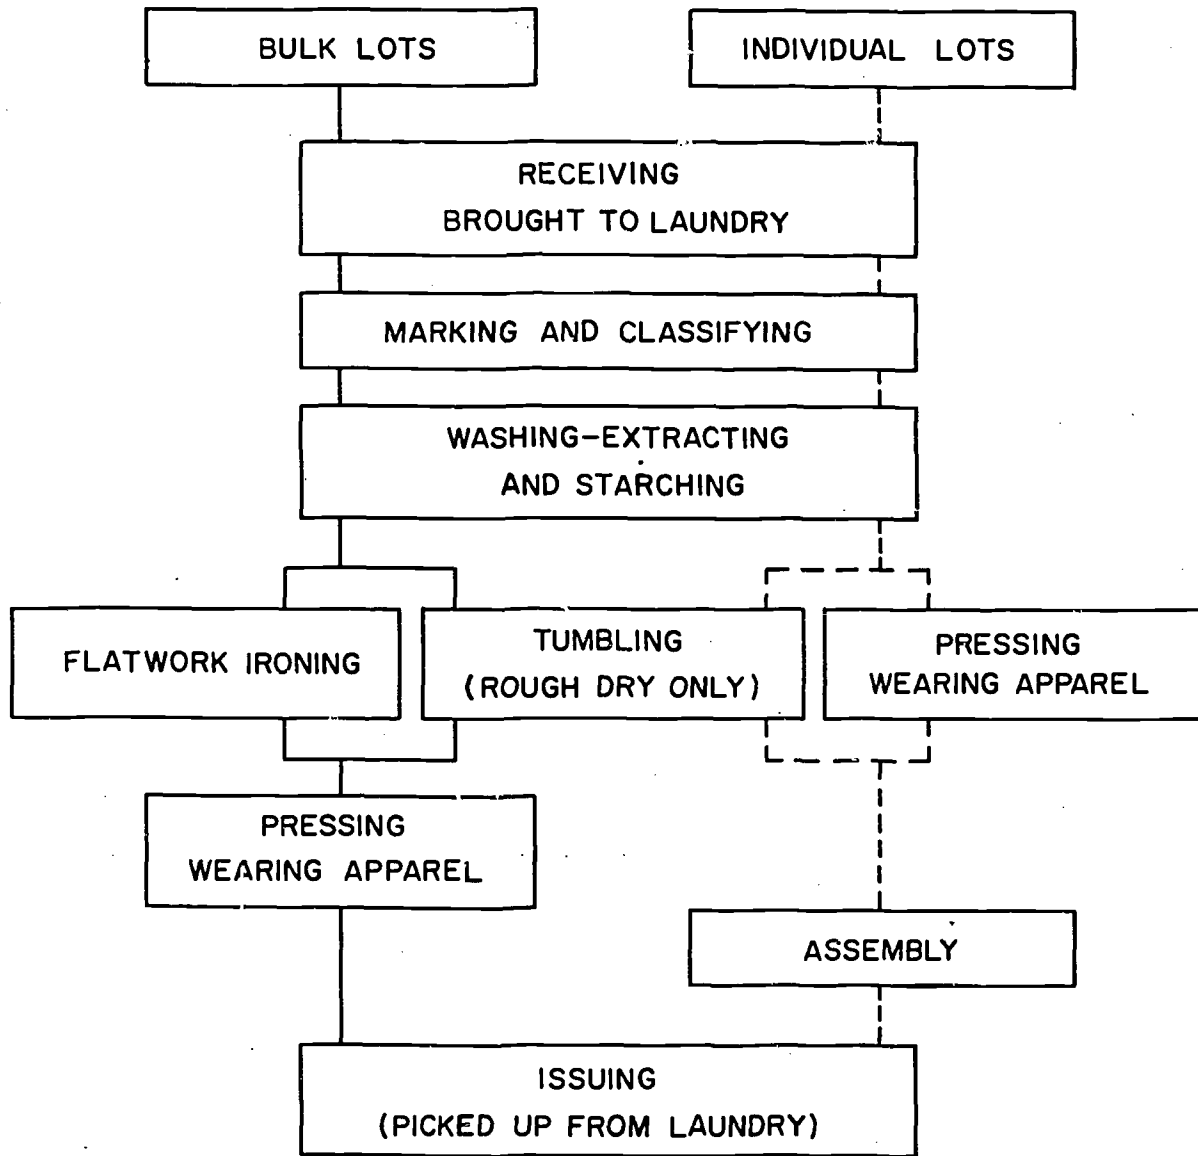 BULK LOTS
INDIVIDUAL LOTS
RECEIVING
BROUGHT TO LAUNDRY
MARKING AND CLASSIFYING
WASHING-EXTRACTING
AND STARCHING
FLATWORK IRONING
TUMBLING
(ROUGH DRY ONLY)
PRESSING
WEARING APPAREL
PRESSING
WEARING APPAREL
ASSEMBLY
ISSUING
(PICKED UP FROM LAUNDRY)